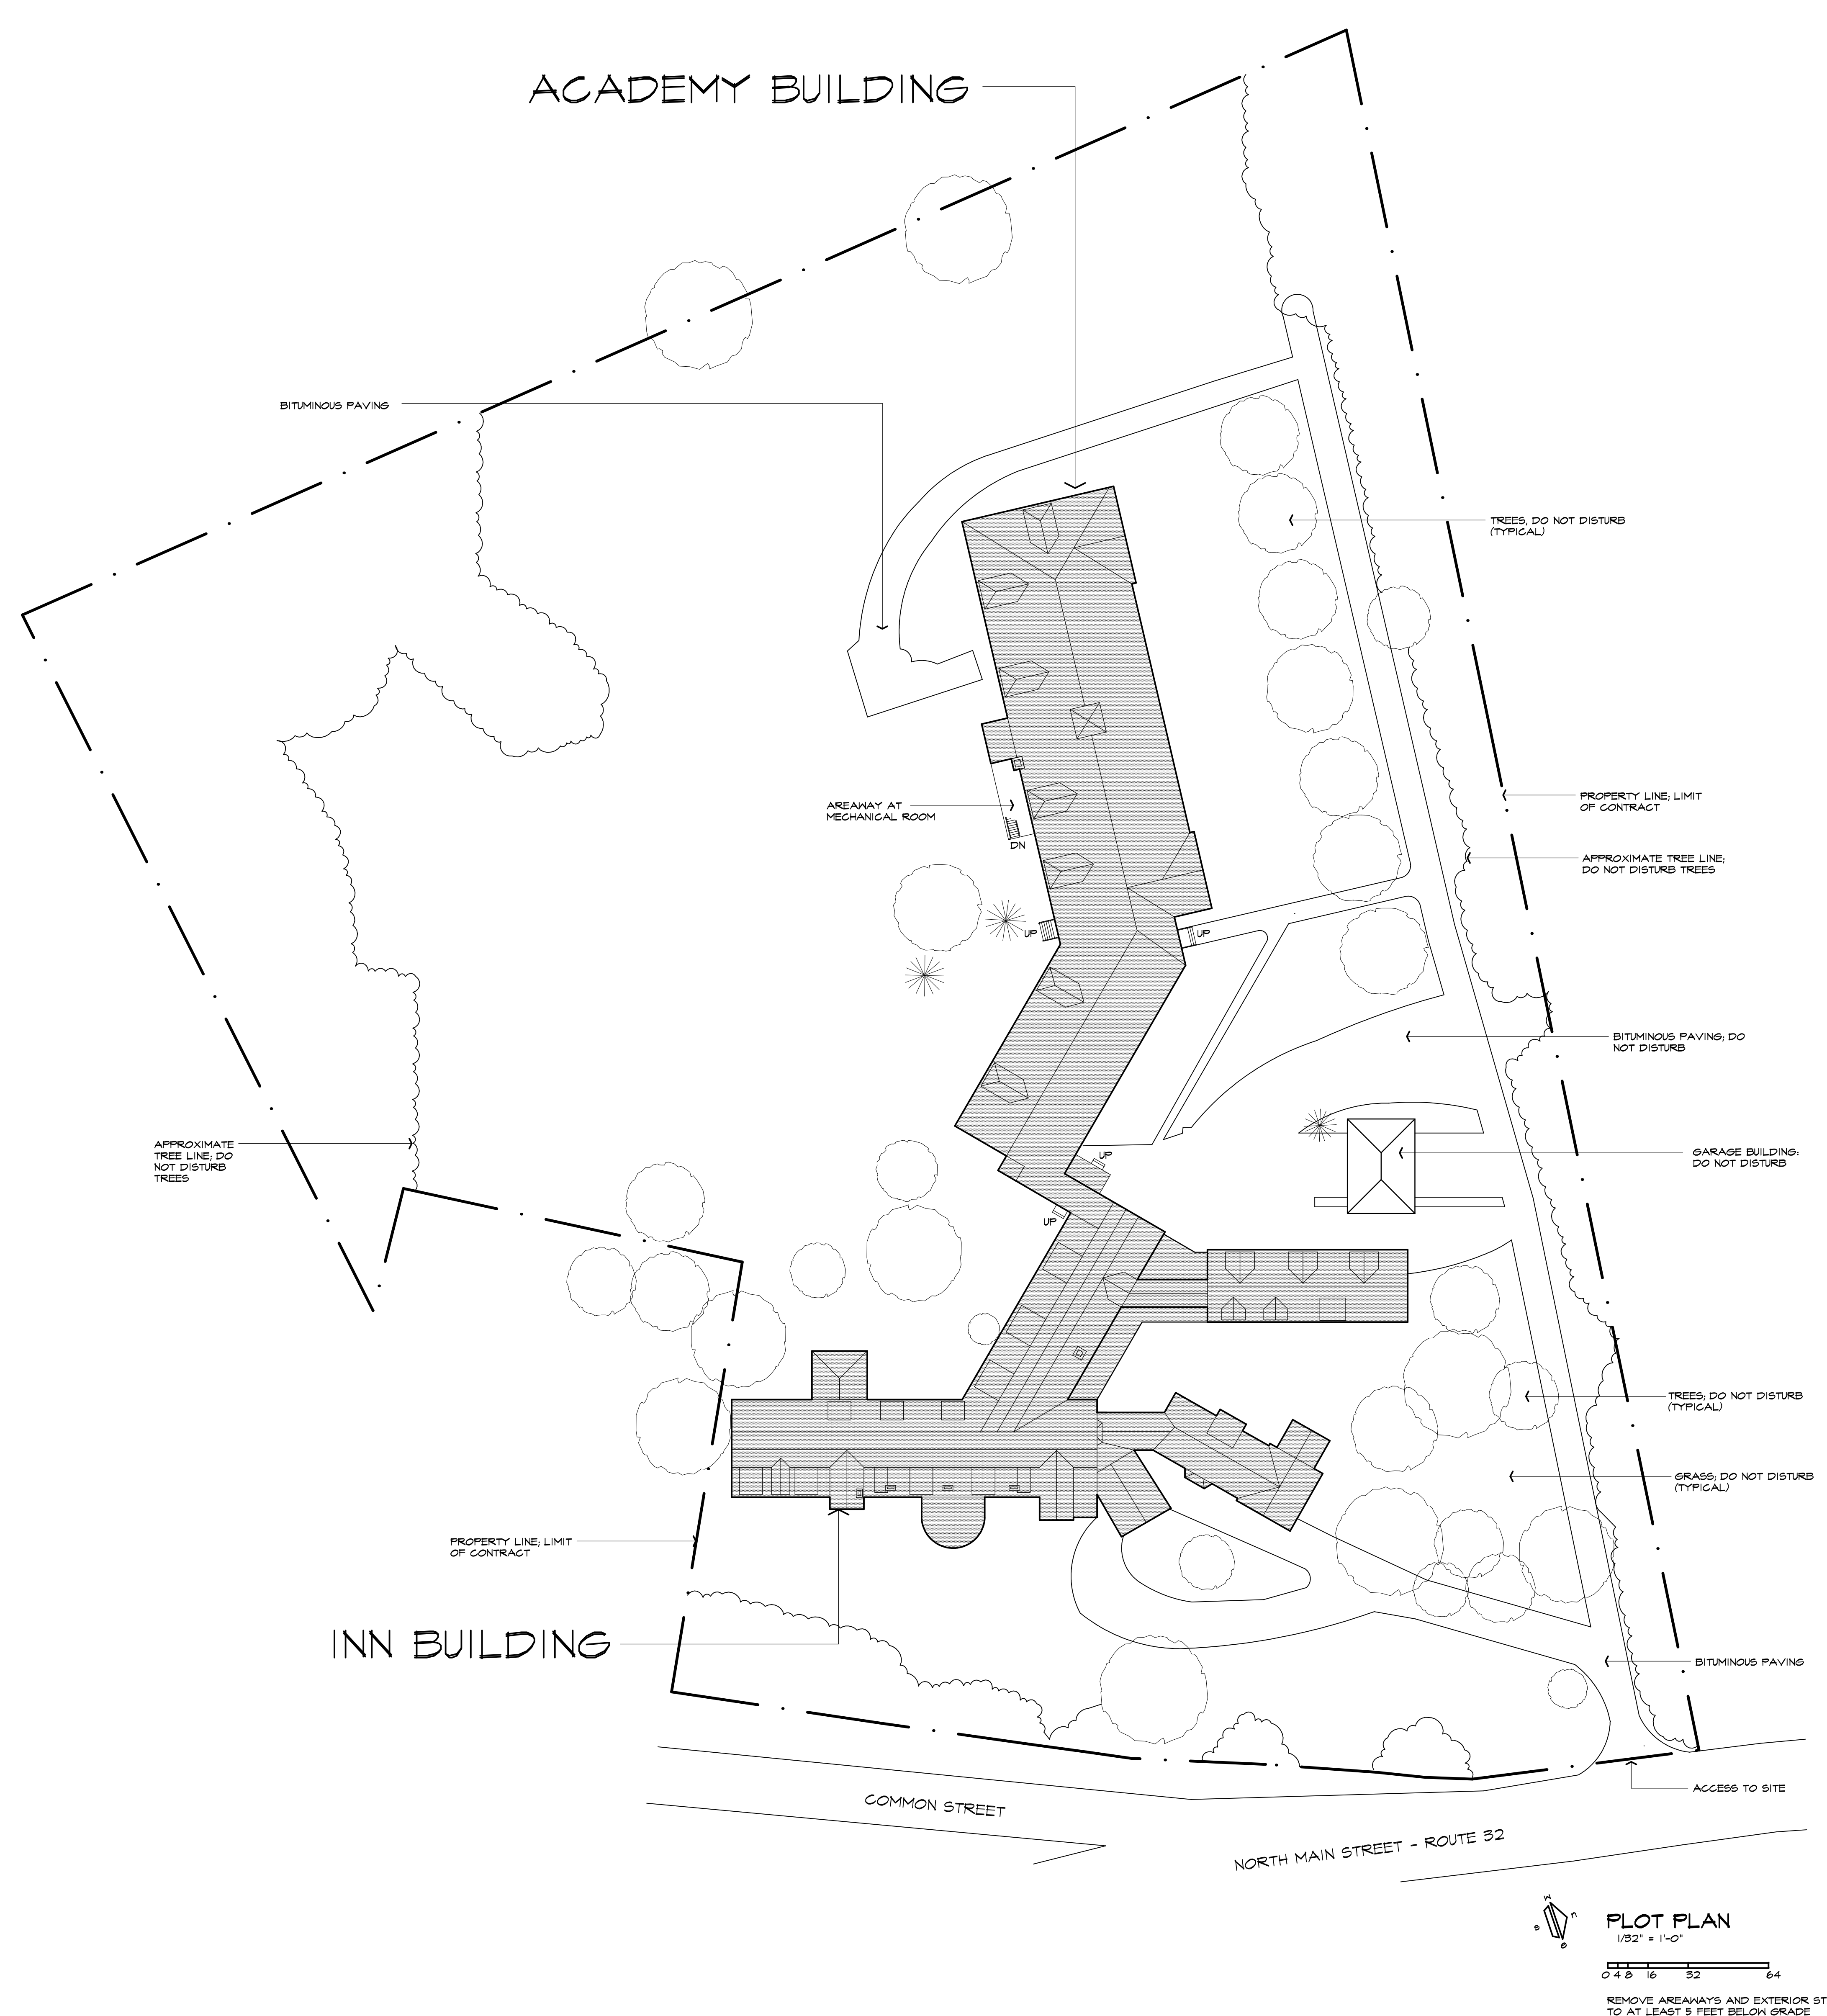 ACADEMY BUILDING
BITUMINOUS PAVING
TREES, DO NOT DISTURB
(TYPICAL)
PROPERTY LINE; LIMIT
OF CONTRACT
AREAWAY AT
MECHANICAL ROOM
DN
APPROXIMATE TREE LINE;
DO NOT DISTURB TREES
UP
UP
BITUMINOUS PAVING; DO
NOT DISTURB
APPROXIMATE
TREE LINE; DO
NOT DISTURB
TREES
UP
GARAGE BUILDING:
DO NOT DISTURB
UP
TREES; DO NOT DISTURB
(TYPICAL)
GRASS; DO NOT DISTURB
(TYPICAL)
PROPERTY LINE; LIMIT
OF CONTRACT
INN BUILDING
BITUMINOUS PAVING
ACCESS TO SITE
COMMON STREET
NORTH MAIN STREET - ROUTE 32
W
N
S
E
PLOT PLAN
1/32" = 1'-0"
0 4 8 16 32 64
REMOVE AREAWAYS AND EXTERIOR ST
TO AT LEAST 5 FEET BELOW GRADE